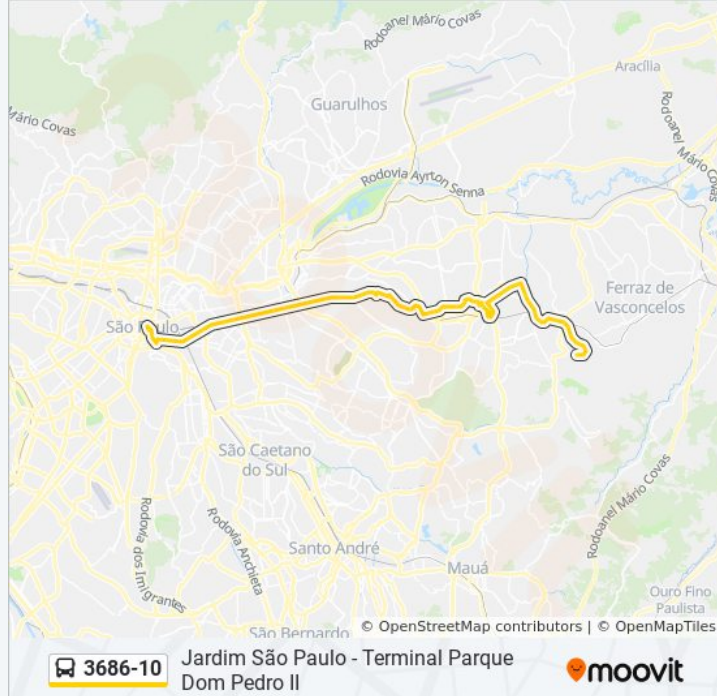 Rodoanel Mário Covas
Aracília
Rodoanel Mário Covas
Guarulhos
Mário Covas
Rodovia Ayrton Senna
Ferraz de
Vasconcelos
São Paulo
São Caetano
do Sul
Rodovia dos Imigrantes
Rodovia Anchieta
Rodoanel Mário Covas
Santo André
Mauá
Ouro Fino
Paulista
São Bernardo
© OpenStreetMap contributors | © OpenMapTiles
3686-10
Jardim São Paulo - Terminal Parque
Dom Pedro II
moovit